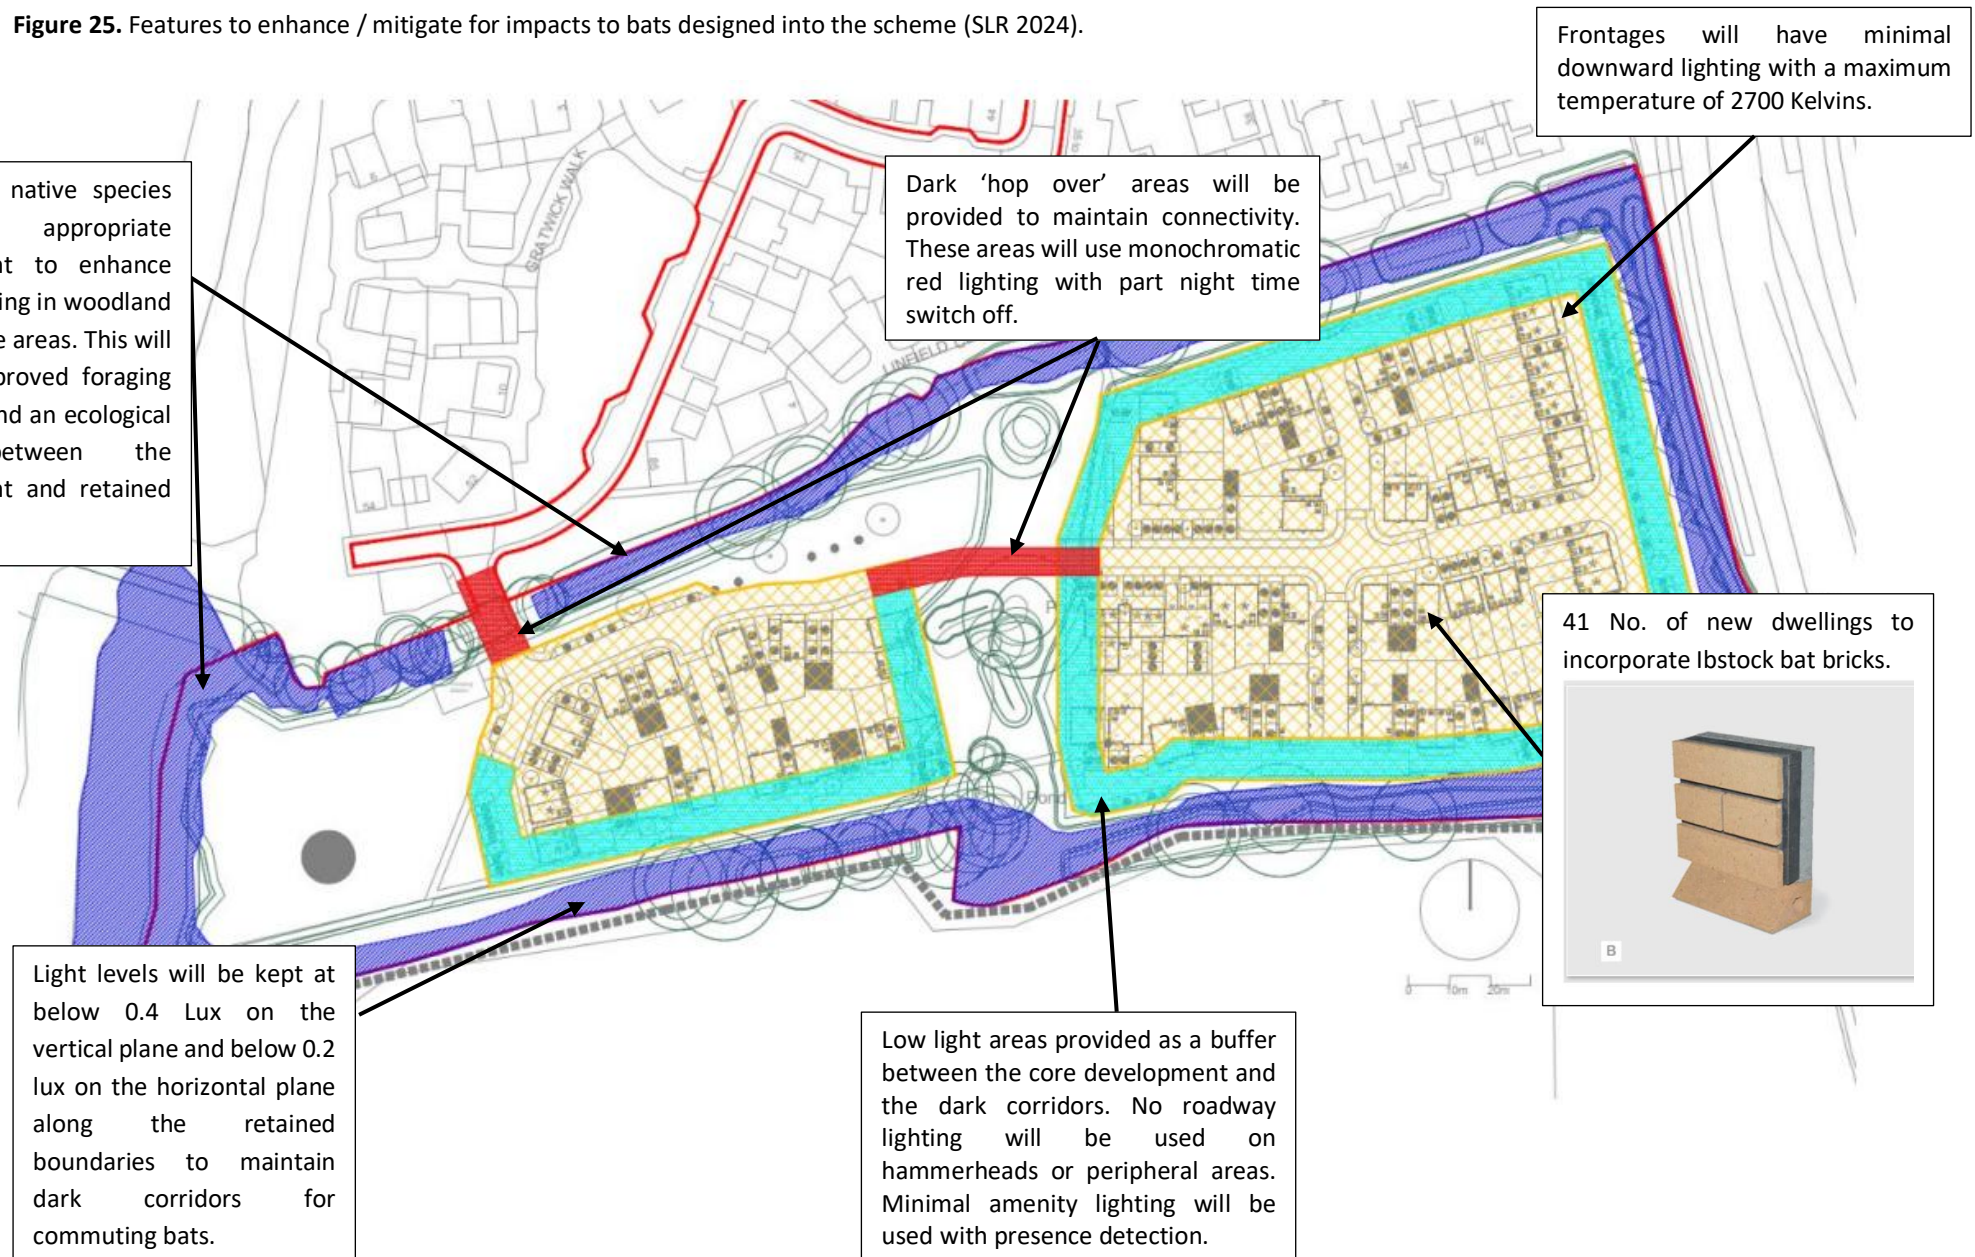 Figure 25. Features to enhance / mitigate for impacts to bats designed into the scheme (SLR 2024).
Frontages will have minimal
downward lighting with a maximum
temperature of 2700 Kelvins.
native species
appropriate
to enhance
in woodland
areas. This will
foraging
an ecological
the
and retained
Dark ‘hop over’ areas will be
provided to maintain connectivity.
These areas will use monochromatic
red lighting with part night time
switch off.
GRATWICK WALK
LINFIELD
41 No. of new dwellings to
incorporate Ibstock bat bricks.
B
Pond
0 10m 20m
Light levels will be kept at
below 0.4 Lux on the
vertical plane and below 0.2
lux on the horizontal plane
along the retained
boundaries to maintain
dark corridors for
commuting bats.
Low light areas provided as a buffer
between the core development and
the dark corridors. No roadway
lighting will be used on
hammerheads or peripheral areas.
Minimal amenity lighting will be
used with presence detection.